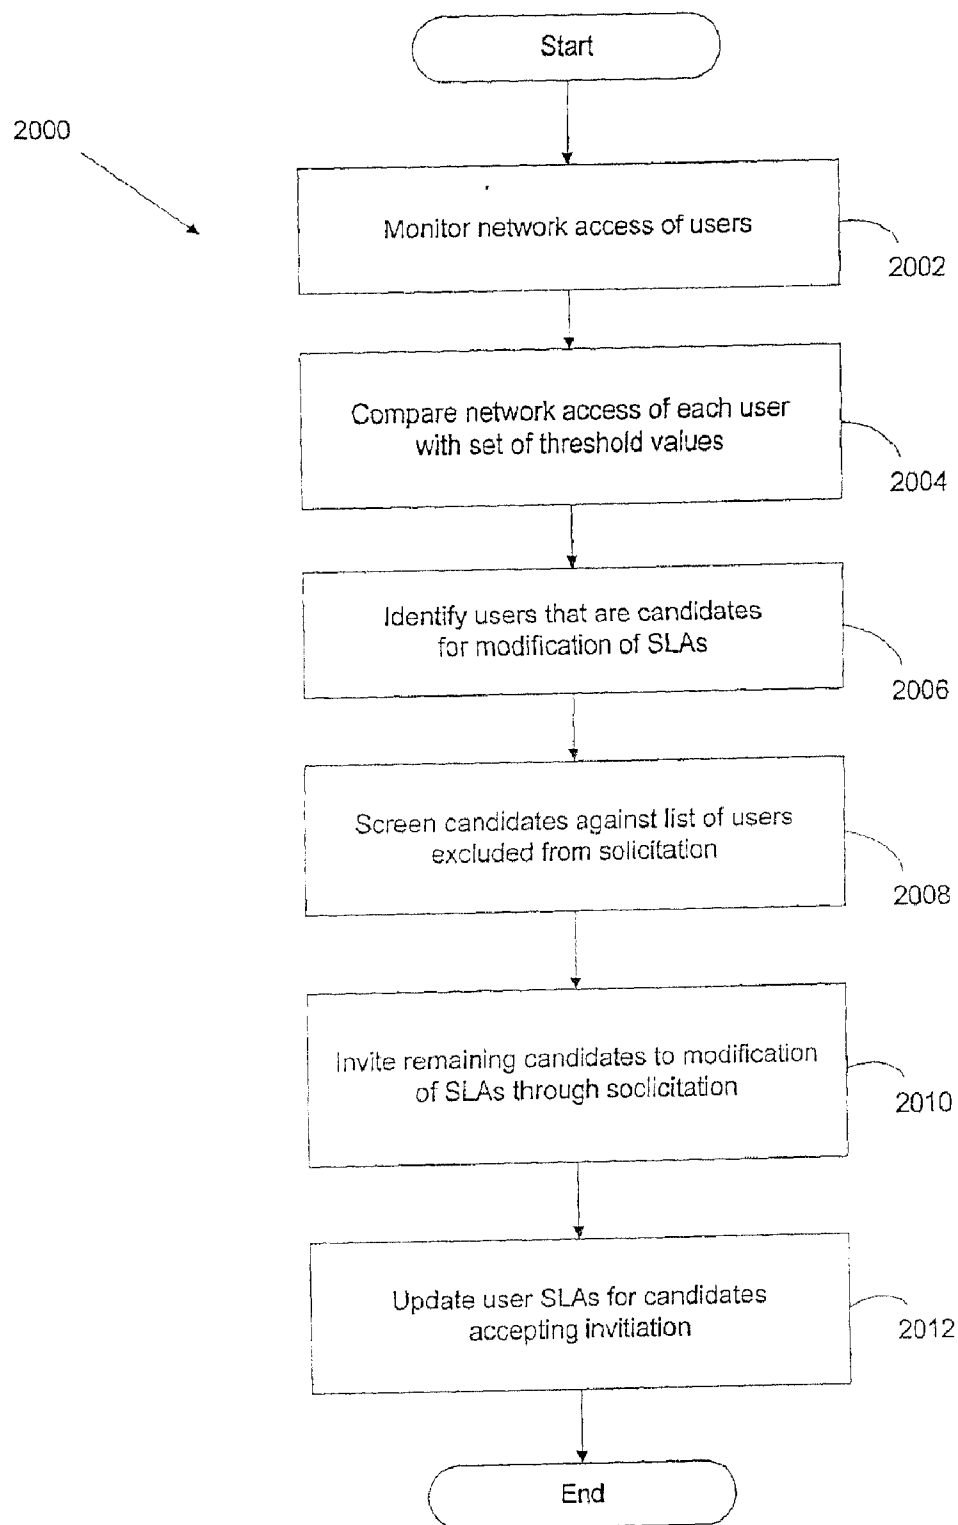 Start
2000
Monitor network access of users
2002
Compare network access of each user
with set of threshold values
2004
Identify users that are candidates
for modification of SLAs
2006
Screen candidates against list of users
excluded from solicitation
2008
Invite remaining candidates to modification
of SLAs through soclicitation
2010
Update user SLAs for candidates
accepting invitiation
2012
End